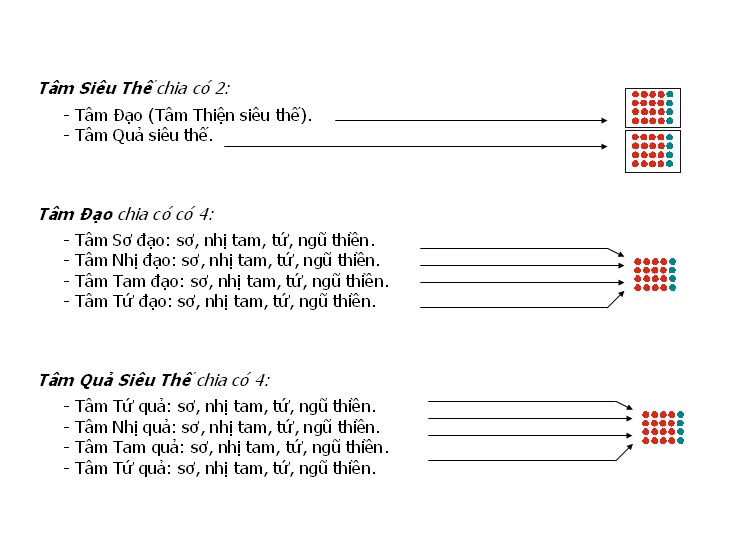 Tâm Siêu Thế chia có 2:
- Tâm Đạo (Tâm Thiện siêu thế).
- Tâm Quả siêu thế.
Tâm Đạo chia có có 4:
- Tâm Sơ đạo: sơ, nhị tam, tứ, ngũ thiền.
- Tâm Nhị đạo: sơ, nhị tam, tứ, ngũ thiền.
- Tâm Tam đạo: sơ, nhị tam, tứ, ngũ thiền.
- Tâm Tứ đạo: sơ, nhị tam, tứ, ngũ thiền.
Tâm Quả Siêu Thế chia có 4:
- Tâm Tứ quả: sơ, nhị tam, tứ, ngũ thiền.
- Tâm Nhị quả: sơ, nhị tam, tứ, ngũ thiền.
- Tâm Tam quả: sơ, nhị tam, tứ, ngũ thiền.
- Tâm Tứ quả: sơ, nhị tam, tứ, ngũ thiền.